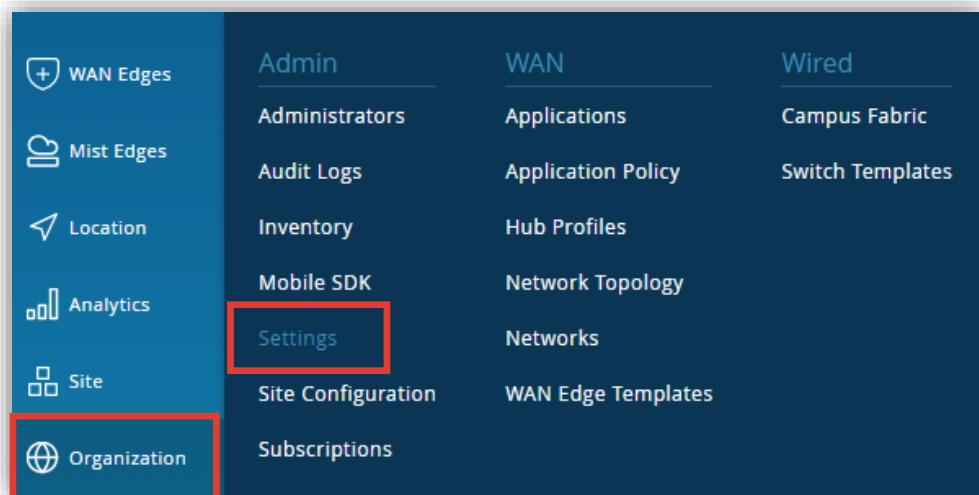 WAN Edges
Mist Edges
Location
Analytics
Site
Organization
Admin
Administrators
Audit Logs
Inventory
Mobile SDK
Settings
Site Configuration
Subscriptions
WAN
Applications
Application Policy
Hub Profiles
Network Topology
Networks
WAN Edge Templates
Wired
Campus Fabric
Switch Templates